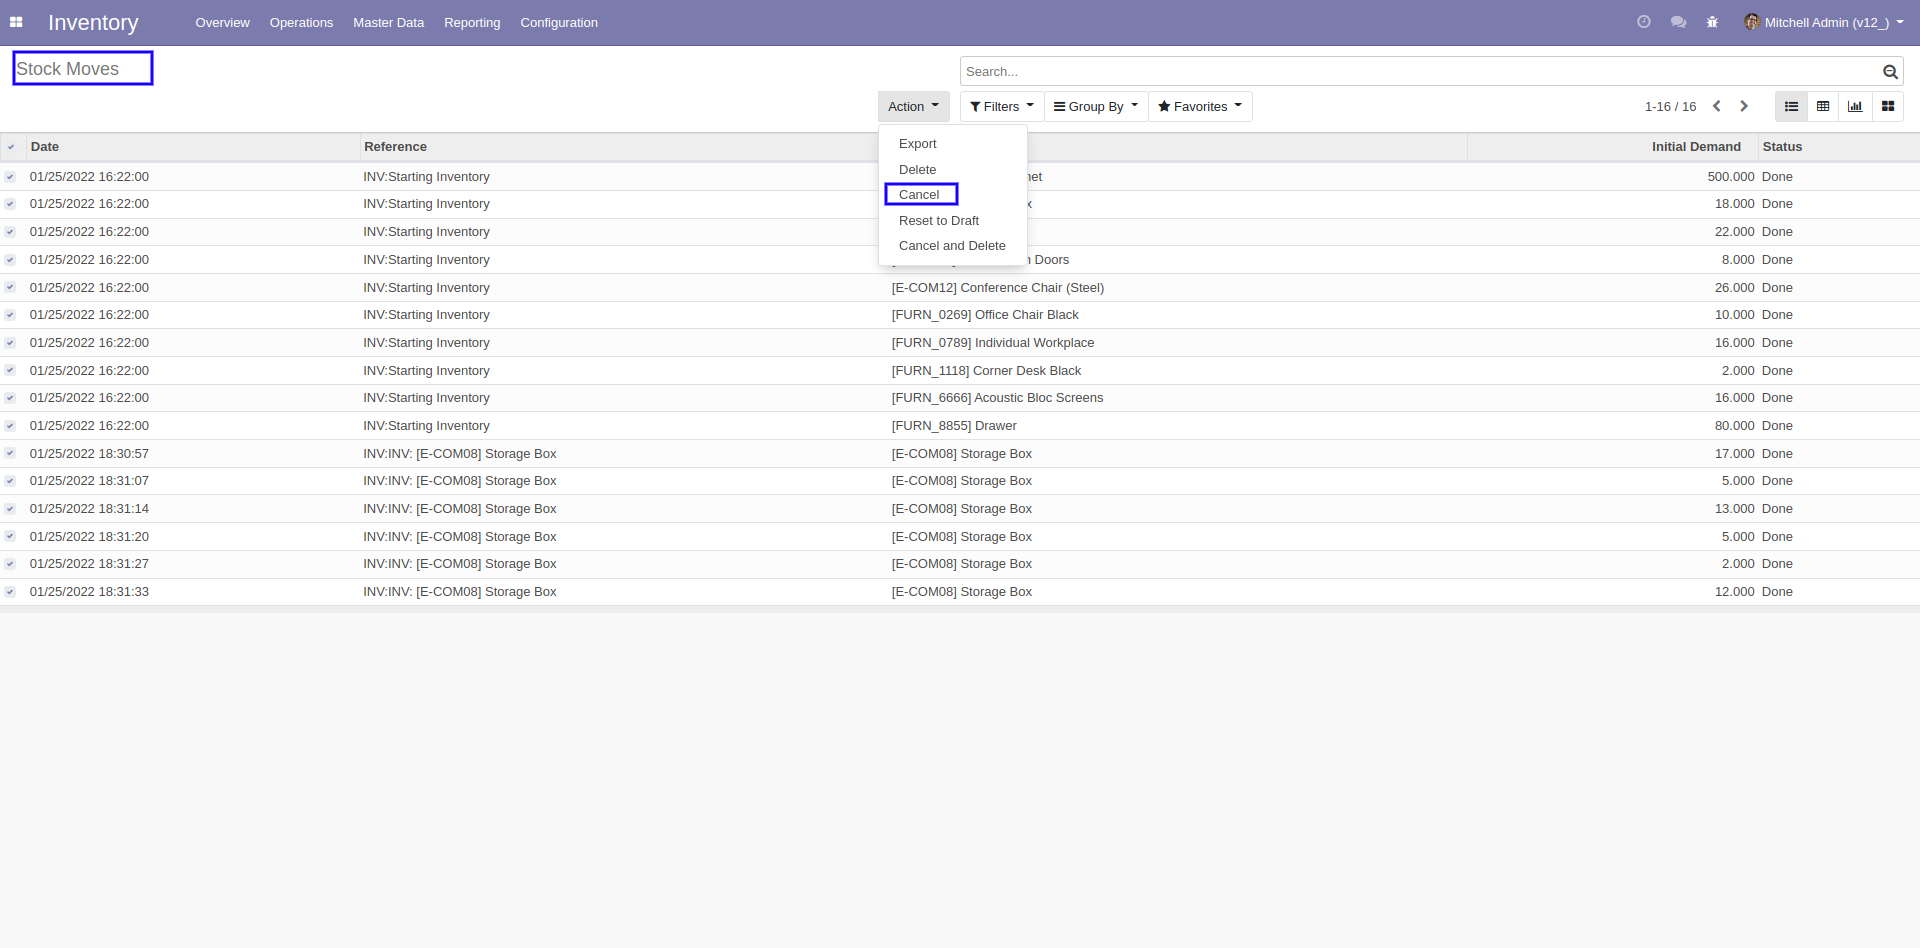 Inventory Overview Operations Master Data Reporting Configuration Mitchell Admin (v12_)
Stock Moves
Search...
Action Filters Group By Favorites 1-16 / 16
Export
Delete
Cancel
Reset to Draft
Cancel and Delete
Date Reference Initial Demand Status
01/25/2022 16:22:00 INV:Starting Inventory 500.000 Done
01/25/2022 16:22:00 INV:Starting Inventory 18.000 Done
01/25/2022 16:22:00 INV:Starting Inventory 22.000 Done
01/25/2022 16:22:00 INV:Starting Inventory Doors 8.000 Done
01/25/2022 16:22:00 INV:Starting Inventory [E-COM12] Conference Chair (Steel) 26.000 Done
01/25/2022 16:22:00 INV:Starting Inventory [FURN_0269] Office Chair Black 10.000 Done
01/25/2022 16:22:00 INV:Starting Inventory [FURN_0789] Individual Workplace 16.000 Done
01/25/2022 16:22:00 INV:Starting Inventory [FURN_1118] Corner Desk Black 2.000 Done
01/25/2022 16:22:00 INV:Starting Inventory [FURN_6666] Acoustic Bloc Screens 16.000 Done
01/25/2022 16:22:00 INV:Starting Inventory [FURN_8855] Drawer 80.000 Done
01/25/2022 18:30:57 INV:INV: [E-COM08] Storage Box [E-COM08] Storage Box 17.000 Done
01/25/2022 18:31:07 INV:INV: [E-COM08] Storage Box [E-COM08] Storage Box 5.000 Done
01/25/2022 18:31:14 INV:INV: [E-COM08] Storage Box [E-COM08] Storage Box 13.000 Done
01/25/2022 18:31:20 INV:INV: [E-COM08] Storage Box [E-COM08] Storage Box 5.000 Done
01/25/2022 18:31:27 INV:INV: [E-COM08] Storage Box [E-COM08] Storage Box 2.000 Done
01/25/2022 18:31:33 INV:INV: [E-COM08] Storage Box [E-COM08] Storage Box 12.000 Done